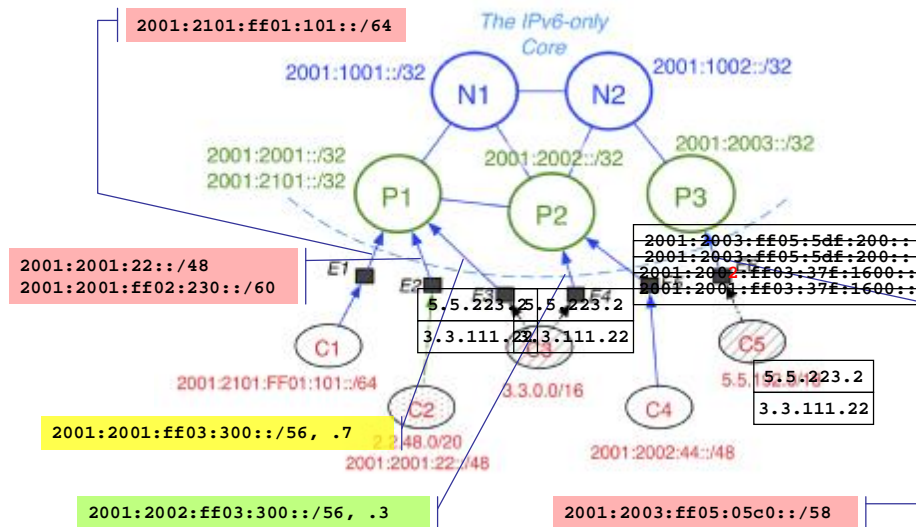 2001:2101:ff01:101::/64
The IPv6-only
Core
2001:1001::/32
N1
N2
2001:1002::/32
2001:2001::/32
2001:2101::/32
2001:2002::/32
2001:2003::/32
P1
P2
P3
2001:2003:ff05:5df:200::
2001:2003:ff05:5df:200::
2001:2002:ff03:37f:1600::
2001:2001:ff03:37f:1600::
2001:2001:22::/48
2001:2001:ff02:230::/60
E1
E2
E3
E4
5.5.223.2
5.5.223.2
3.3.111.22
3.3.111.22
C1
C3
C5
2001:2101:FF01:101::/64
3.3.0.0/16
5.5.223.2
3.3.111.22
C2
C4
2.2.48.0/20
2001:2001:22::/48
2001:2002:44::/48
2001:2001:ff03:300::/56, .7
2001:2002:ff03:300::/56, .3
2001:2003:ff05:05c0::/58